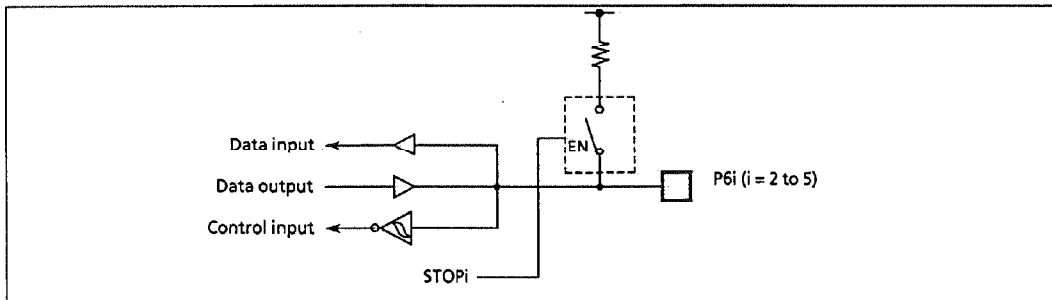 EN
Data input
Data output
P6i (i = 2 to 5)
Control input
STOPi